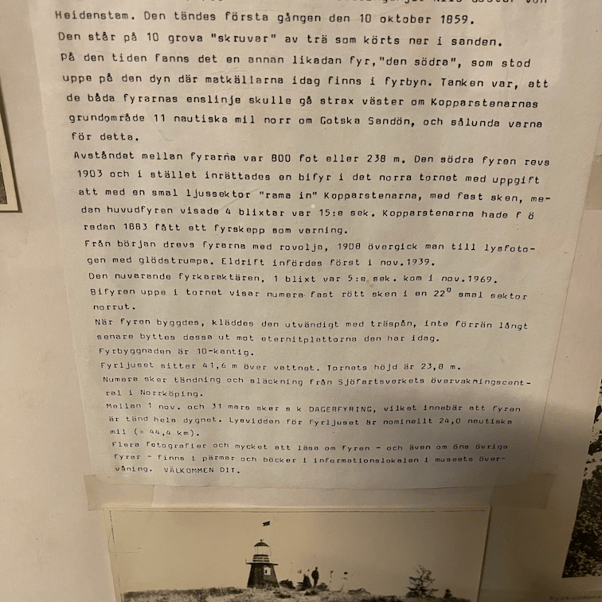 Heidenstam. Den tändes första gången den 10 oktober 1859.
Den står på 10 grova "skruvar" av trä som körts ner i sanden.
På den tiden fanns det en annan likadan fyr,"den södra", som stod
uppe på den dyn där matkällarna idag finns i fyrbyn. Tanken var, att
de båda fyrarnas enslinje skulle gå strax väster om Kopparstenarnas
grundområde 11 nautiska mil norr om Gotska Sandön, och sålunda varna
för detta.
Avståndet mellan fyrarna var 800 fot eller 238 m. Den södra fyren revs
1903 och i stället inrättades en bifyr i det norra tornet med uppgift
att med en smal ljussektor "rama in" Kopparstenarna, med fast sken, me-
dan huvudfyren visade 4 blixtar var 15:e sek. Kopparstenarna hade f ö
redan 1883 fått ett fyrskepp som varning.
Från början drevs fyrarna med rovolja, 1908 övergick man till lysfoto-
gen med glödstrumpa. Eldrift infördes först i nov.1939.
Den nuvarande fyrkaraktären, 1 blixt var 5:e sek. kom i nov.1969.
Bifyren uppe i tornet visar numera fast rött sken i en 22° smal sektor
norrut.
När fyren byggdes, kläddes den utvändigt med träspån, inte förrän långt
senare byttes dessa ut mot eternitplattorna den har idag.
Fyrbyggnaden är 10-kantig.
Fyrljuset sitter 41,6 m över vattnet. Tornets höjd är 23,8 m.
Numera sker tändning och släckning från Sjöfartsverkets övervakningscent-
ral i Norrköping.
Mellan 1 nov. och 31 mars sker s k DAGERFYRING, vilket innebär att fyren
är tänd hela dygnet. Lysvidden för fyrljuset är nominellt 24,0 nautiska
mil (= 44,4 km).
Flera fotografier och mycket att läsa om fyren - och även om öns övriga
fyrar - finns i pärmar och böcker i informationslokalen i museets över-
våning. VÄLKOMMEN DIT.